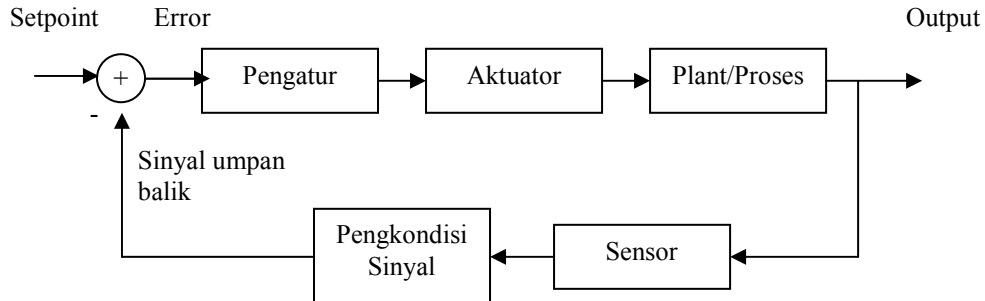 Setpoint Error Output
+ Pengatur Aktuator Plant/Proses
-
Sinyal umpan
balik
Pengkondisi
Sinyal
Sensor